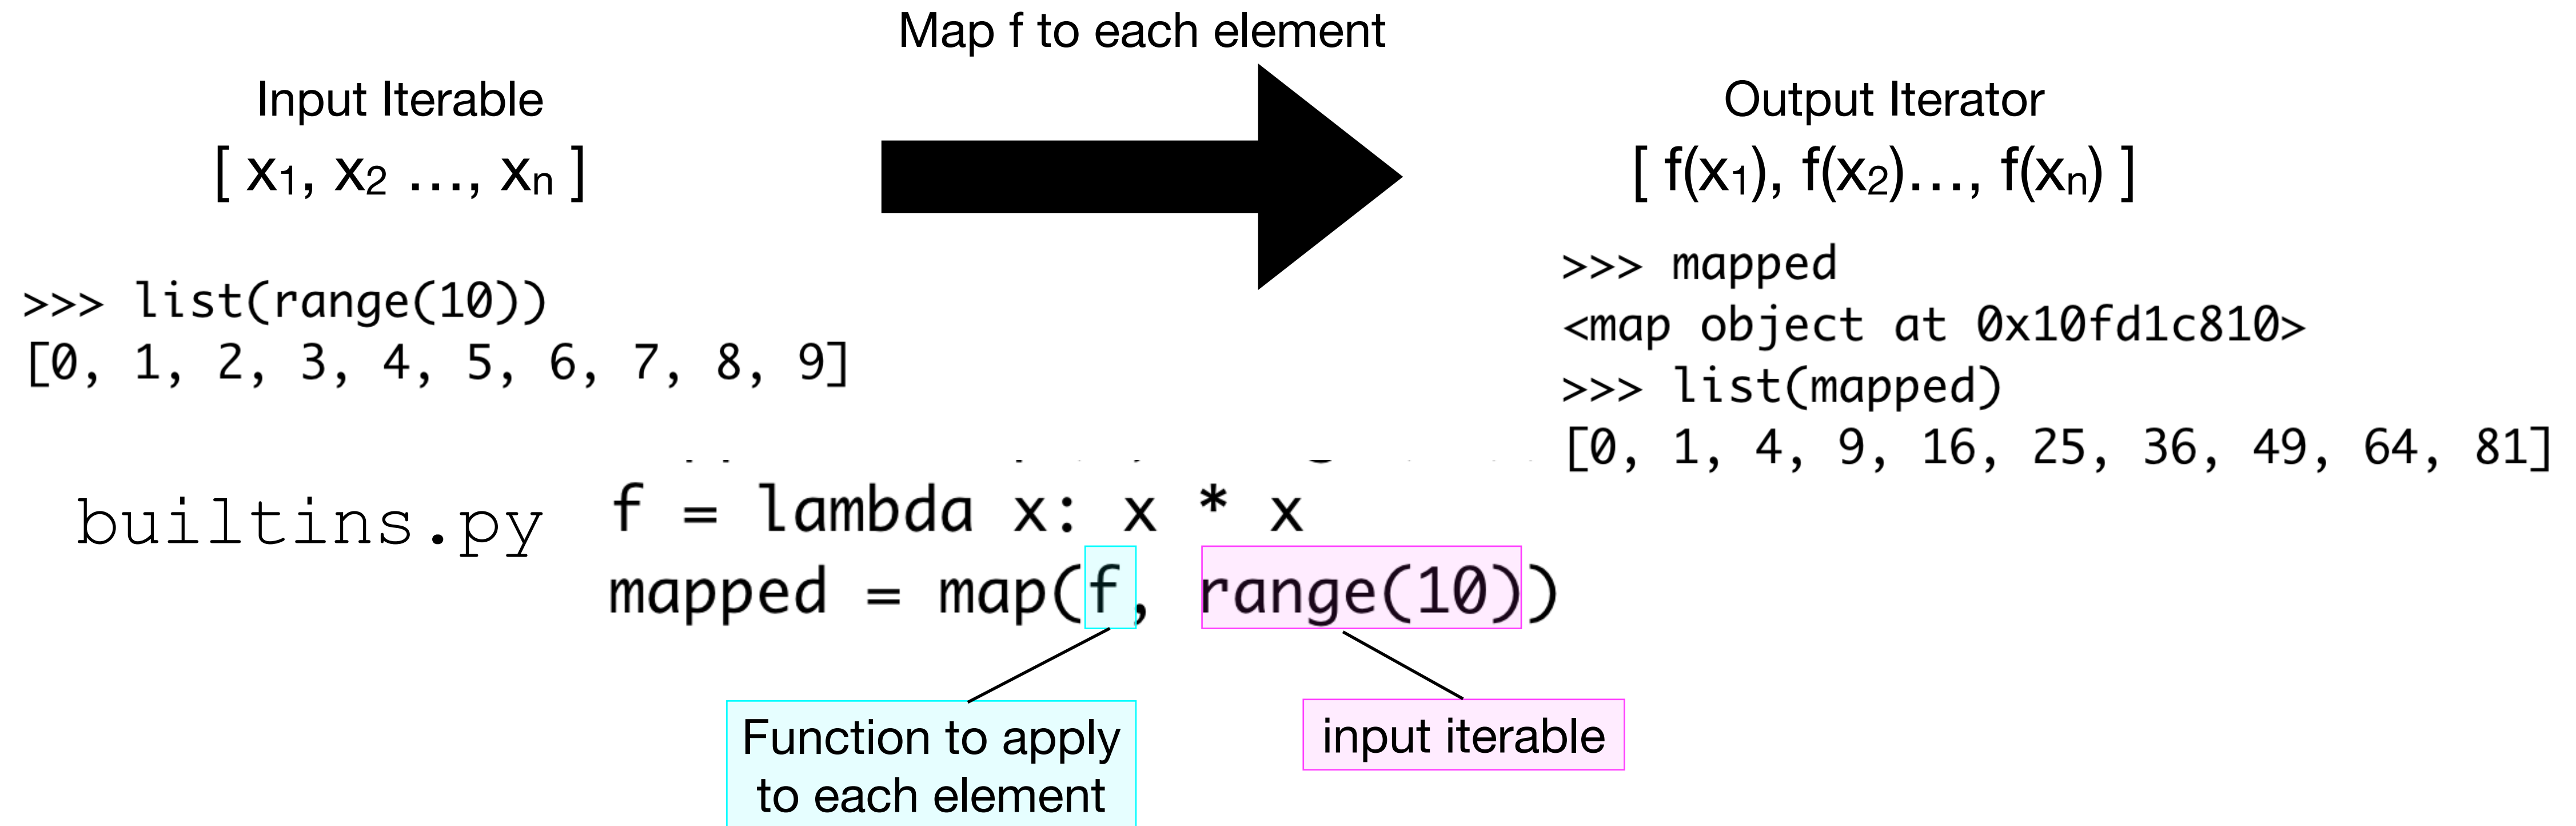 Map f to each element
Input Iterable
[ x₁, x₂ ..., xₙ ]
Output Iterator
[ f(x₁), f(x₂)..., f(xₙ) ]
>>> list(range(10))
[0, 1, 2, 3, 4, 5, 6, 7, 8, 9]
>>> mapped
<map object at 0x10fd1c810>
>>> list(mapped)
[0, 1, 4, 9, 16, 25, 36, 49, 64, 81]
builtins.py
f = lambda x: x * x
mapped = map(f, range(10))
Function to apply
to each element
input iterable